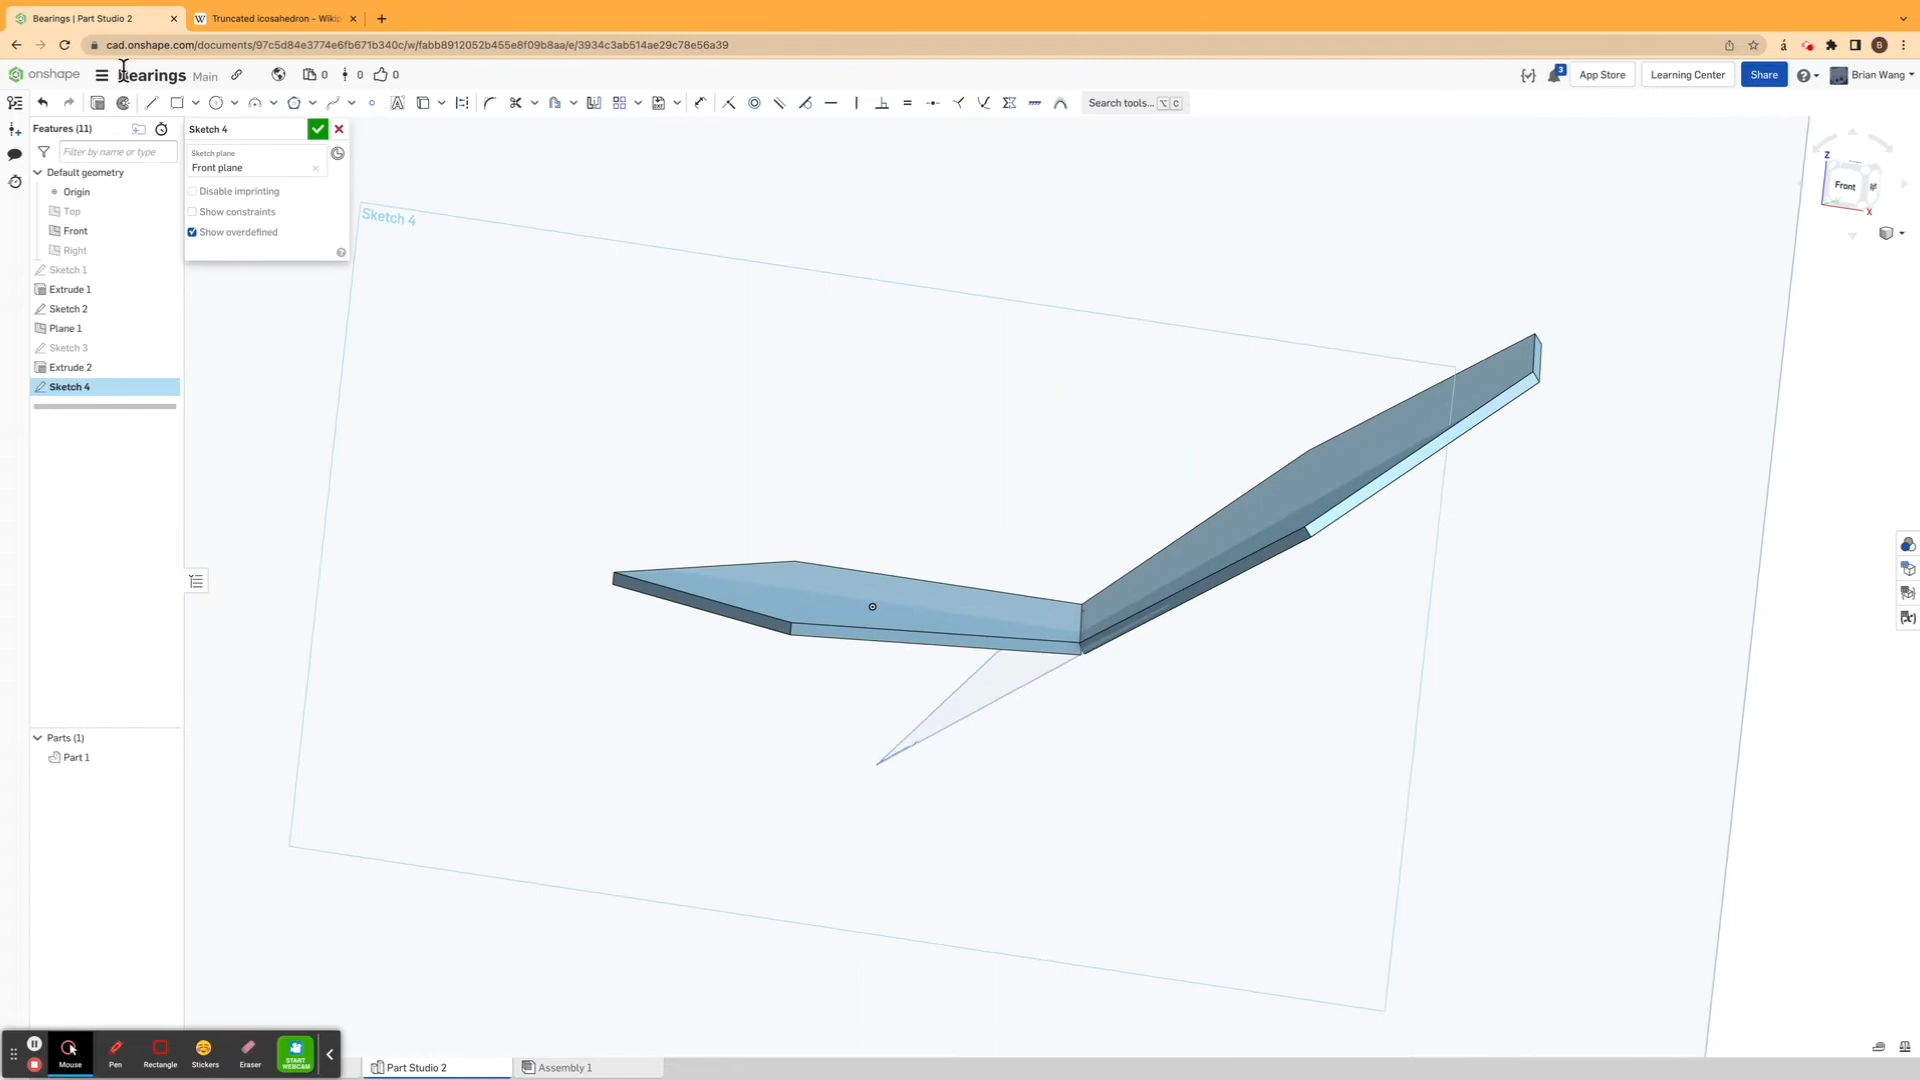 Bearings | Part Studio 2
W Truncated icosahedron - Wikip
cad.onshape.com/documents/97c5d84e3774e6fb671b340c/w/fabb8912052b455e8f09b8aa/e/3934c3ab514ae29c78e56a39
B
onshape
Bearings Main
0
0
0
3
App Store
Learning Center
Share
Brian Wang
Search tools... ⌥ C
Features (11)
Filter by name or type
Default geometry
Origin
Top
Front
Right
Sketch 1
Extrude 1
Sketch 2
Plane 1
Sketch 3
Extrude 2
Sketch 4
Sketch 4
Sketch plane
Front plane
Disable imprinting
Show constraints
Show overdefined
Sketch 4
Z
Front
X
Parts (1)
Part 1
Mouse
Pen
Rectangle
Stickers
Eraser
START
WEBCAM
Part Studio 2
Assembly 1